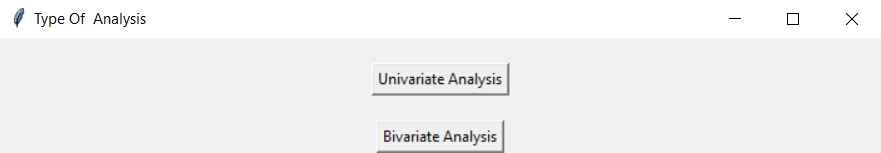 Type Of  Analysis
Univariate Analysis
Bivariate Analysis